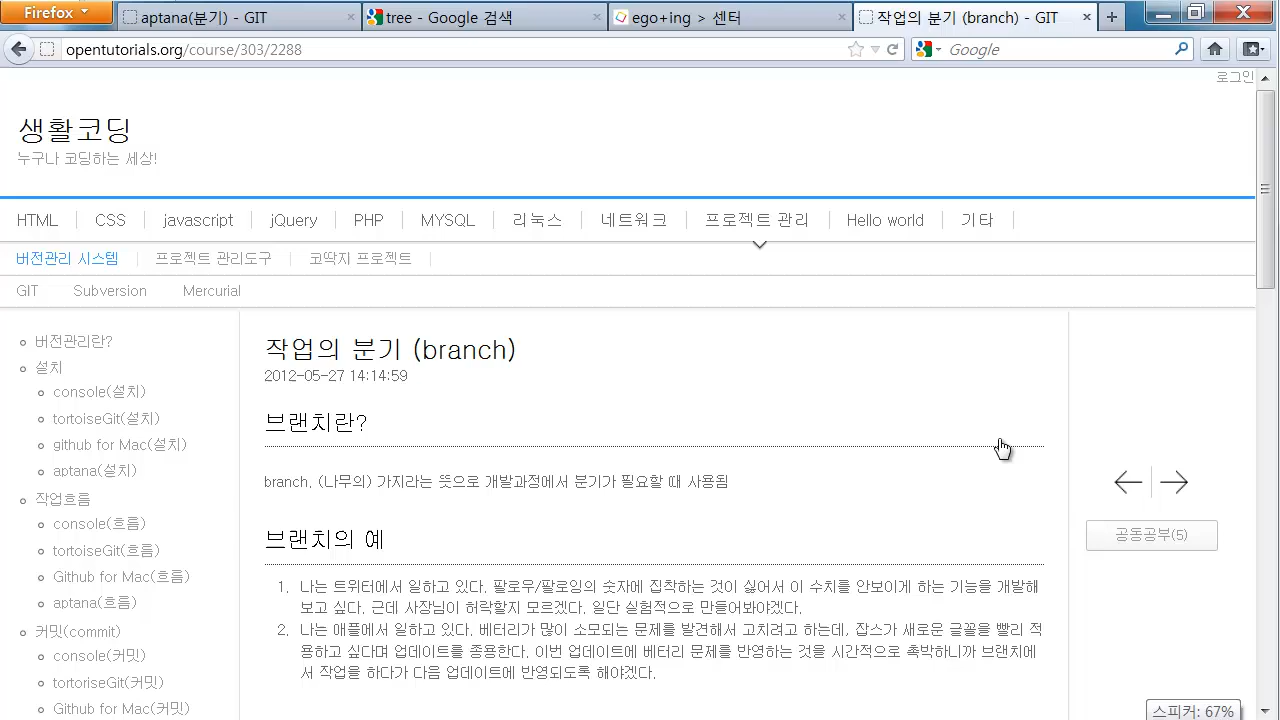 Firefox
aptana(분기) - GIT
tree - Google 검색
ego+ing > 센터
작업의 분기 (branch) - GIT
opentutorials.org/course/303/2288
Google
로그인
생활코딩
누구나 코딩하는 세상!
HTML CSS javascript jQuery PHP MYSQL 리눅스 네트워크 프로젝트 관리 Hello world 기타
버전관리 시스템 프로젝트 관리도구 코딱지 프로젝트
GIT Subversion Mercurial
버전관리란?
설치
console(설치)
tortoiseGit(설치)
github for Mac(설치)
aptana(설치)
작업흐름
console(흐름)
tortoiseGit(흐름)
Github for Mac(흐름)
aptana(흐름)
커밋(commit)
console(커밋)
tortoriseGit(커밋)
Github for Mac(커밋)
작업의 분기 (branch)
2012-05-27 14:14:59
브랜치란?
branch. (나무의) 가지라는 뜻으로 개발과정에서 분기가 필요할 때 사용됨
브랜치의 예
1. 나는 트위터에서 일하고 있다. 팔로우/팔로잉의 숫자에 집착하는 것이 싫어서 이 수치를 안보이게 하는 기능을 개발해
보고 싶다. 근데 사장님이 허락할지 모르겠다. 일단 실험적으로 만들어봐야겠다.
2. 나는 애플에서 일하고 있다. 베터리가 많이 소모되는 문제를 발견해서 고치려고 하는데, 잡스가 새로운 글꼴을 빨리 적
용하고 싶다며 업데이트를 종용한다. 이번 업데이트에 베터리 문제를 반영하는 것을 시간적으로 촉박하니까 브랜치에
서 작업을 하다가 다음 업데이트에 반영되도록 해야겠다.
공동공부(5)
스피커: 67%